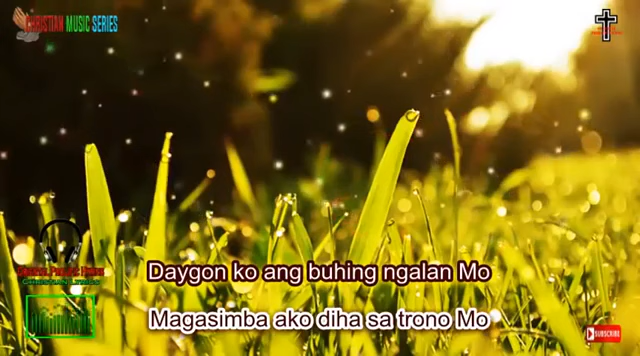 CHRISTIAN MUSIC SERIES
Daygon ko ang buhing ngalan Mo
Magasimba ako diha sa trono Mo
SUBSCRIBE